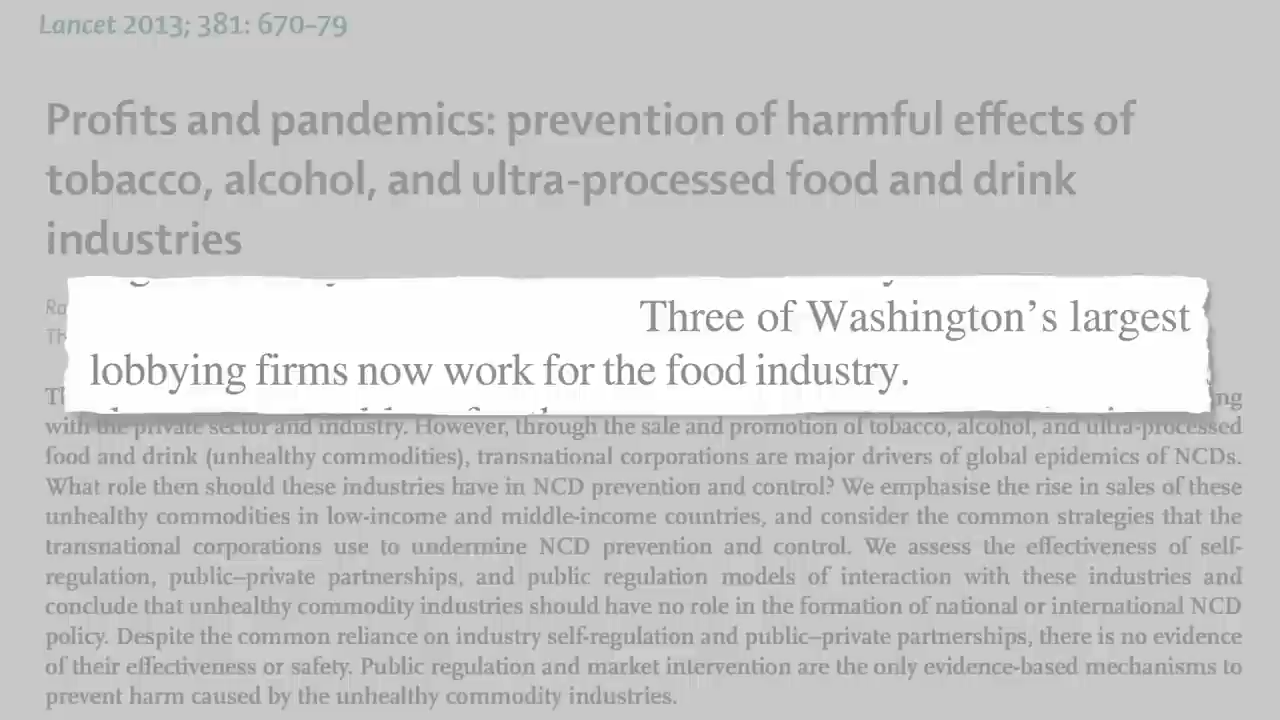 Lancet 2013; 381: 670–79
Profits and pandemics: prevention of harmful effects of
tobacco, alcohol, and ultra-processed food and drink
industries
Three of Washington's largest
lobbying firms now work for the food industry.
with the private sector and industry. However, through the sale and promotion of tobacco, alcohol, and ultra-processed
food and drink (unhealthy commodities), transnational corporations are major drivers of global epidemics of NCDs.
What role then should these industries have in NCD prevention and control? We emphasise the rise in sales of these
unhealthy commodities in low-income and middle-income countries, and consider the common strategies that the
transnational corporations use to undermine NCD prevention and control. We assess the effectiveness of self-
regulation, public–private partnerships, and public regulation models of interaction with these industries and
conclude that unhealthy commodity industries should have no role in the formation of national or international NCD
policy. Despite the common reliance on industry self-regulation and public–private partnerships, there is no evidence
of their effectiveness or safety. Public regulation and market intervention are the only evidence-based mechanisms to
prevent harm caused by the unhealthy commodity industries.